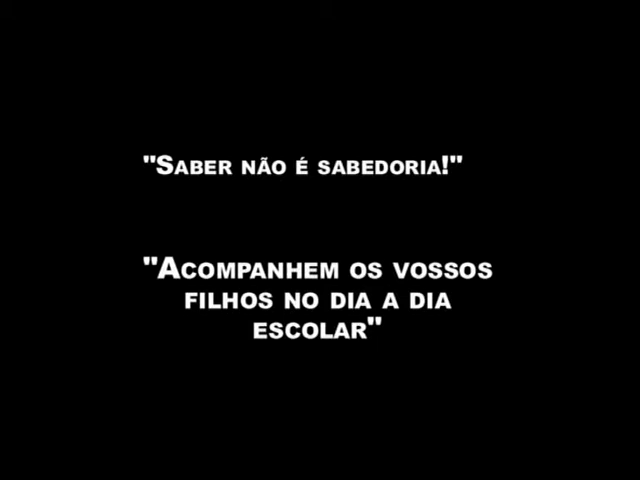 "Saber não é sabedoria!"
"Acompanhem os vossos
filhos no dia a dia
escolar"